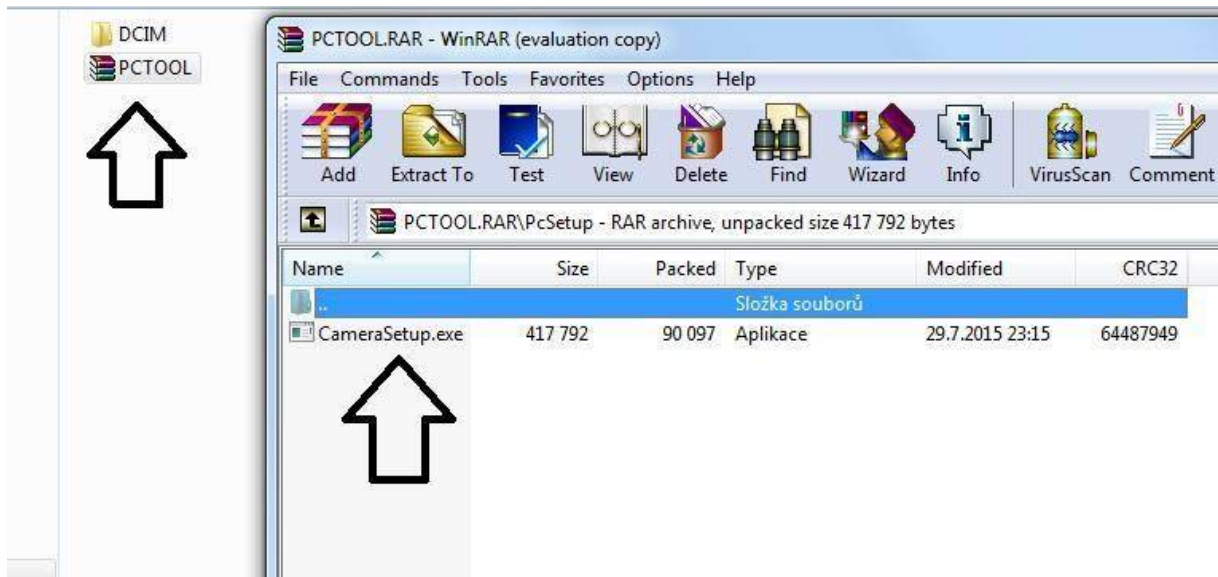 DCIM
PCTOOL
PCTOOL.RAR - WinRAR (evaluation copy)
File Commands Tools Favorites Options Help
Add Extract To Test View Delete Find Wizard Info VirusScan Comment
PCTOOL.RAR\PcSetup - RAR archive, unpacked size 417 792 bytes
Name Size Packed Type Modified CRC32
.. Složka souborů
CameraSetup.exe 417 792 90 097 Aplikace 29.7.2015 23:15 64487949